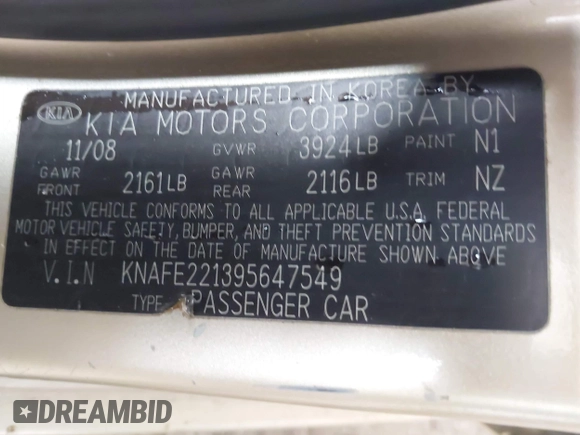 MANUFACTURED IN KOREA BY
KIA KIA MOTORS CORPORATION
11/08 GVWR 3924LB PAINT N1
GAWR FRONT 2161LB GAWR REAR 2116LB TRIM NZ
THIS VEHICLE CONFORMS TO ALL APPLICABLE U.S.A. FEDERAL
MOTOR VEHICLE SAFETY, BUMPER, AND THEFT PREVENTION STANDARDS
IN EFFECT ON THE DATE OF MANUFACTURE SHOWN ABOVE
V.I.N KNAFE221395647549
TYPE PASSENGER CAR
DREAMBID